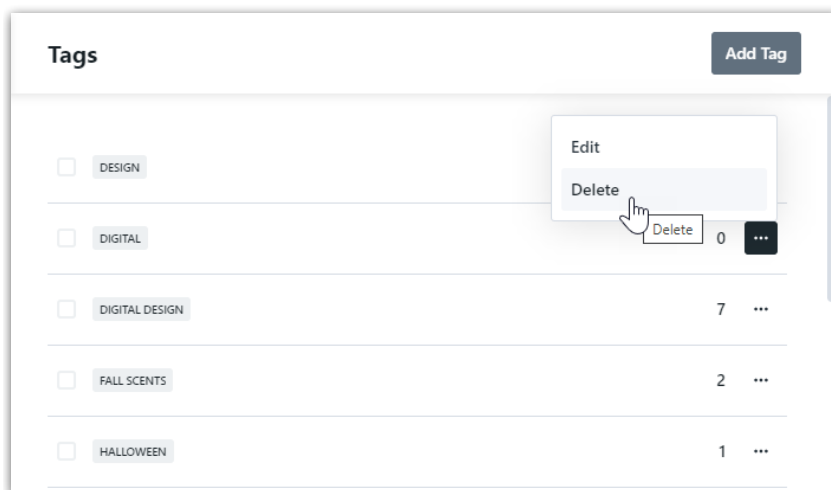 Tags
Add Tag
Edit
DESIGN
Delete
Delete
DIGITAL 0 ...
DIGITAL DESIGN 7 ...
FALL SCENTS 2 ...
HALLOWEEN 1 ...